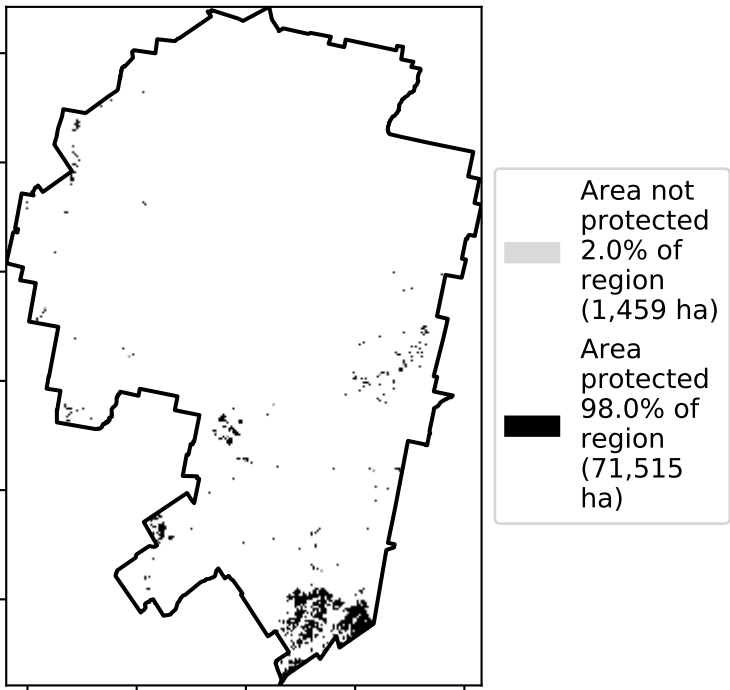 Area not
protected
2.0% of
region
(1,459 ha)
Area
protected
98.0% of
region
(71,515
ha)